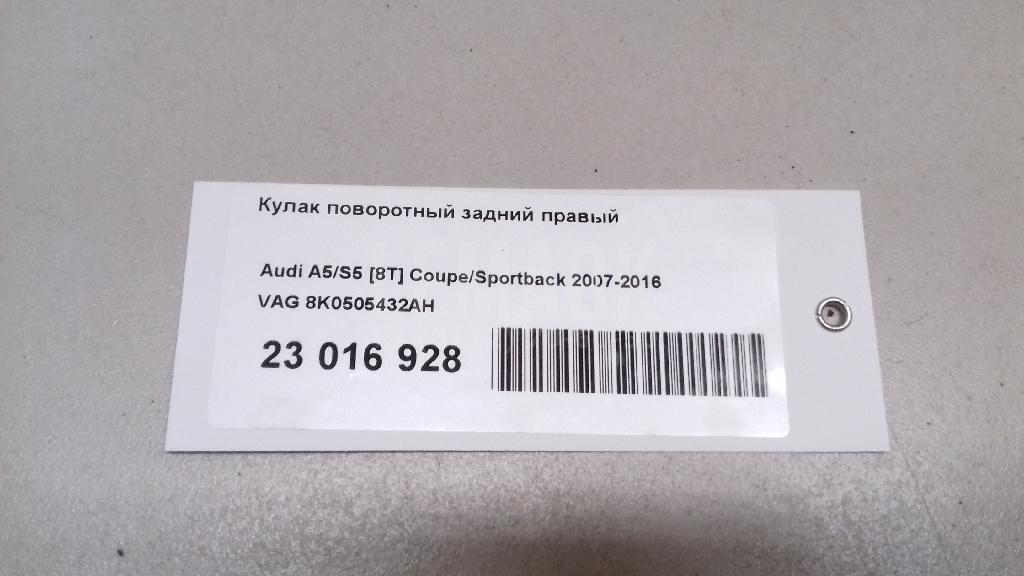 Кулак поворотный задний правый
Audi A5/S5 [8T] Coupe/Sportback 2007-2016
VAG 8K0505432AH
23 016 928